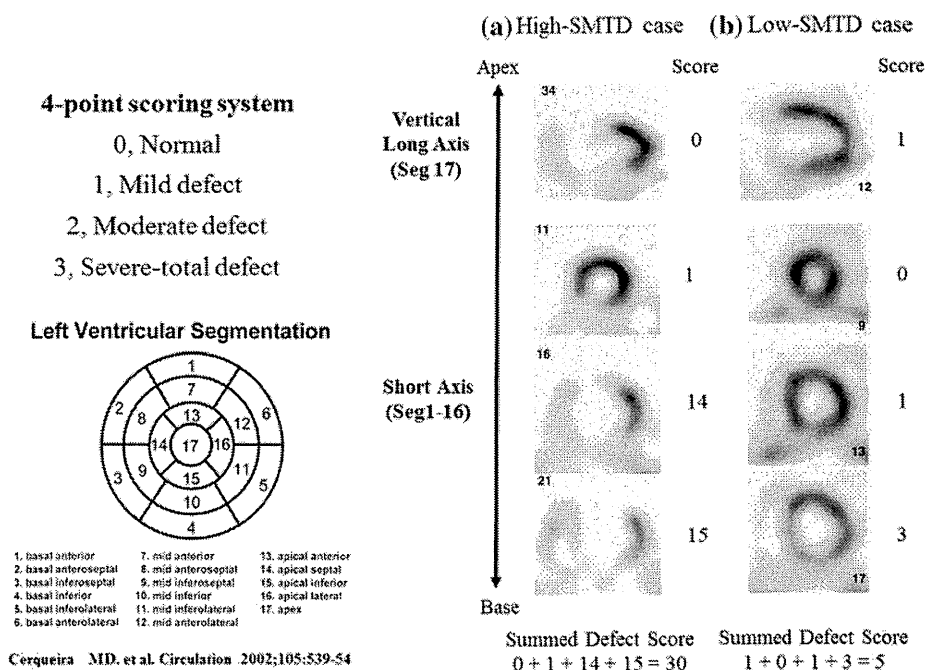 (a) High-SMTD case (b) Low-SMTD case
Apex Score Score
4-point scoring system
0, Normal
1, Mild defect
2, Moderate defect
3, Severe-total defect
Vertical
Long Axis
(Seg 17)
34
0
12
1
11
1
9
0
Short Axis
(Seg1-16)
16
14
13
1
21
15
17
3
Base
Left Ventricular Segmentation
1
7
2
8
13
12
6
14
17
16
3
9
15
11
5
10
4
1. basal anterior
2. basal anteroseptal
3. basal inferoseptal
4. basal inferior
5. basal inferolateral
6. basal anterolateral
7. mid anterior
8. mid anteroseptal
9. mid inferoseptal
10. mid inferior
11. mid inferolateral
12. mid anterolateral
13. apical anterior
14. apical septal
15. apical inferior
16. apical lateral
17. apex
Cerqueira MD. et al. Circulation 2002;105:539-54
Summed Defect Score
0 + 1 + 14 + 15 = 30
Summed Defect Score
1 + 0 + 1 + 3 = 5